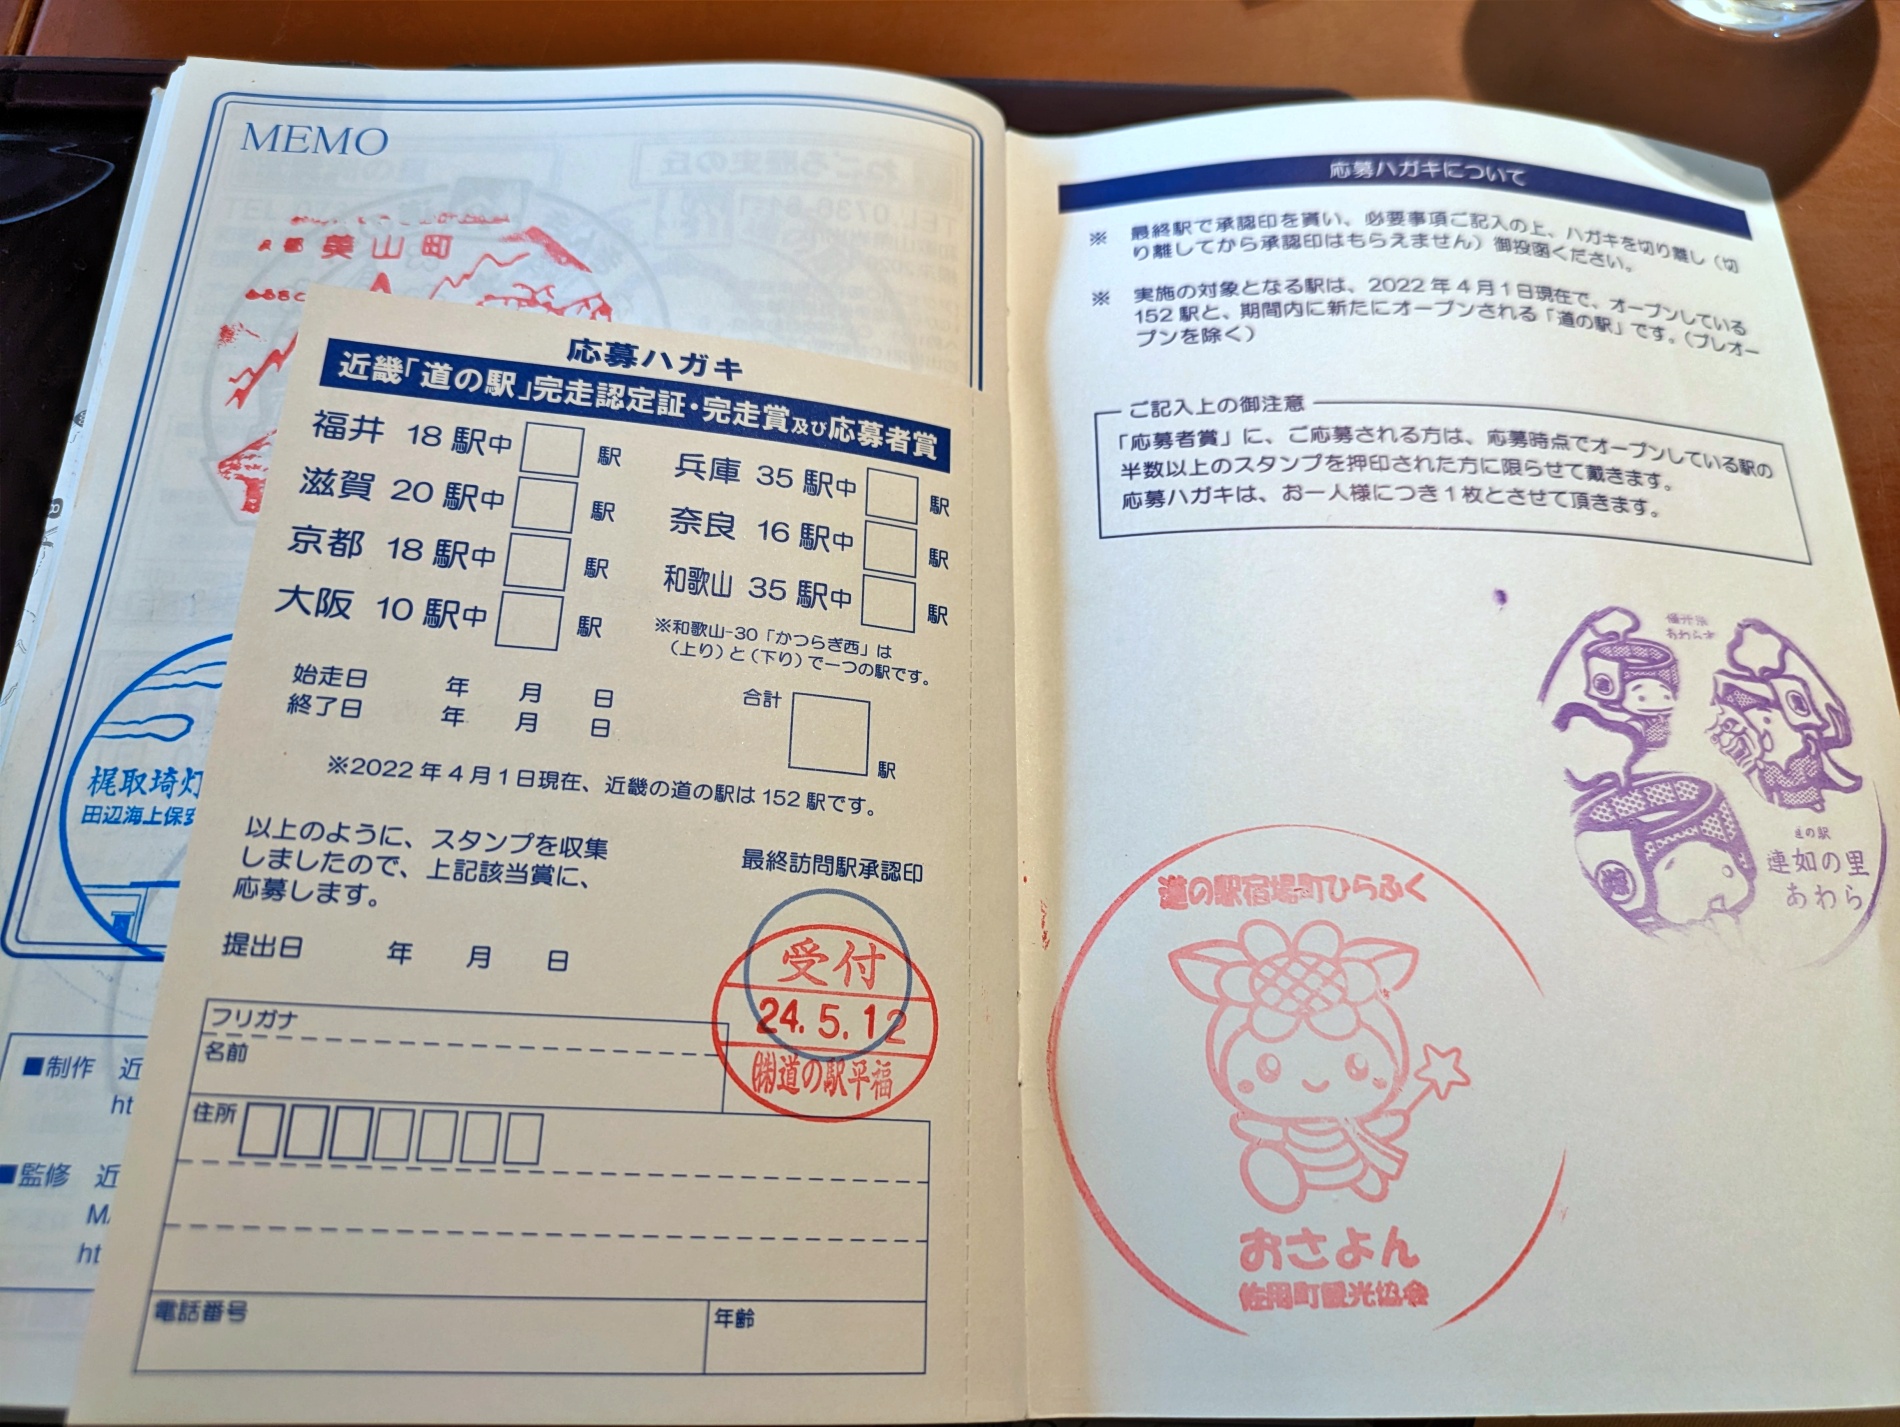 MEMO
美山町
梶取埼灯
田辺海上保安
■制作 近
ht
■監修 近
MA
ht
応募ハガキ
近畿「道の駅」完走認定証・完走賞及び応募者賞
福井 18駅中 駅
滋賀 20駅中 駅
京都 18駅中 駅
大阪 10駅中 駅
兵庫 35駅中 駅
奈良 16駅中 駅
和歌山 35駅中 駅
※和歌山-30「かつらぎ西」は
(上り)と(下り)で一つの駅です。
始走日 年 月 日
終了日 年 月 日
合計 駅
※2022年4月1日現在、近畿の道の駅は152駅です。
以上のように、スタンプを収集
しましたので、上記該当賞に、
応募します。
最終訪問駅承認印
提出日 年 月 日
受付
24.5.12
㈱道の駅平福
フリガナ
名前
住所
電話番号
年齢
応募ハガキについて
※ 最終駅で承認印を貰い、必要事項ご記入の上、ハガキを切り離し(切
り離してから承認印はもらえません)御投函ください。
※ 実施の対象となる駅は、2022年4月1日現在で、オープンしている
152駅と、期間内に新たにオープンされる「道の駅」です。(プレオー
プンを除く)
ご記入上の御注意
「応募者賞」に、ご応募される方は、応募時点でオープンしている駅の
半数以上のスタンプを押印された方に限らせて戴きます。
応募ハガキは、お一人様につき1枚とさせて頂きます。
福井県
あわら市
道の駅
蓮如の里
あわら
道の駅宿場町ひらふく
おさよん
佐用町観光協会